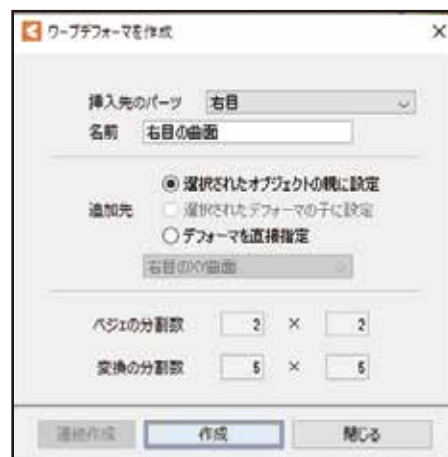 ワープデフォーマを作成
挿入先のパーツ 右目
名前 右目の曲面
選択されたオブジェクトの親に設定
追加先 選択されたデフォーマの子に設定
デフォーマを直接指定
右目のXY曲面
ベジェの分割数 2 × 2
変換の分割数 5 × 5
連続作成 作成 閉じる